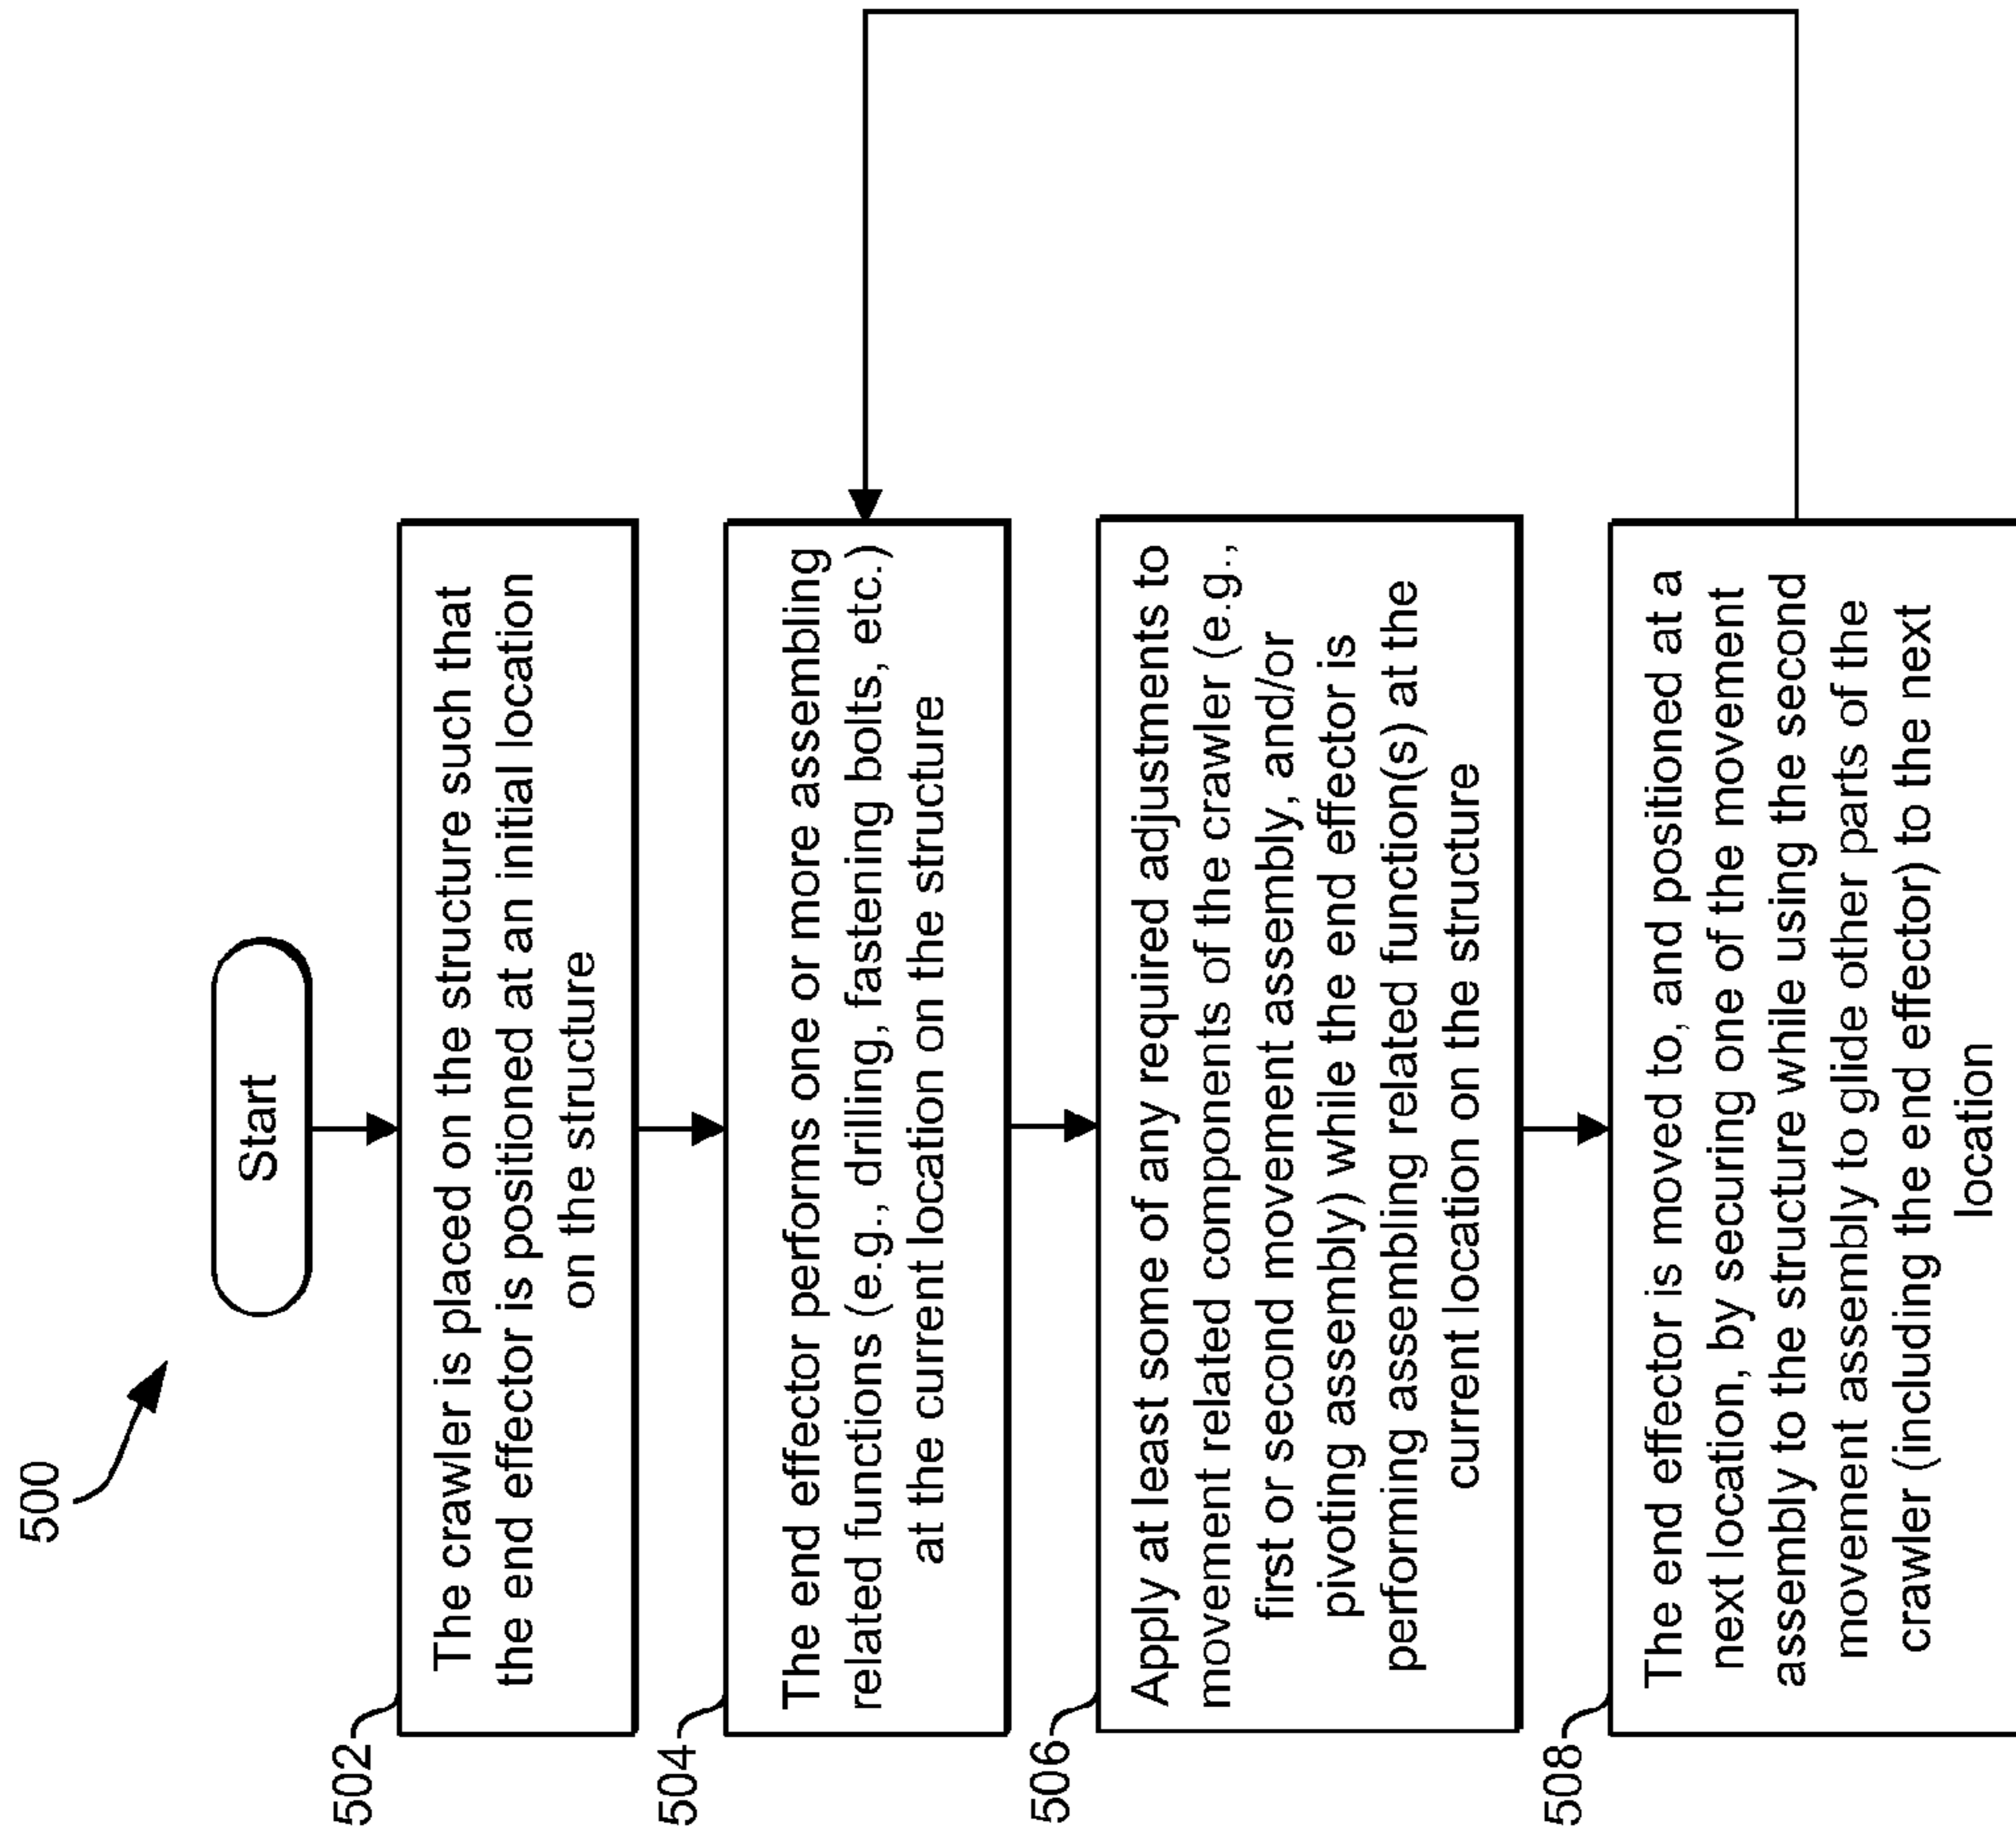 500
Start
502
The crawler is placed on the structure such that
the end effector is positioned at an initial location
on the structure
504
The end effector performs one or more assembling
related functions (e.g., drilling, fastening bolts, etc.)
at the current location on the structure
506
Apply at least some of any required adjustments to
movement related components of the crawler (e.g.,
first or second movement assembly, and/or
pivoting assembly) while the end effector is
performing assembling related function(s) at the
current location on the structure
508
The end effector is moved to, and positioned at a
next location, by securing one of the movement
assembly to the structure while using the second
movement assembly to glide other parts of the
crawler (including the end effector) to the next
location